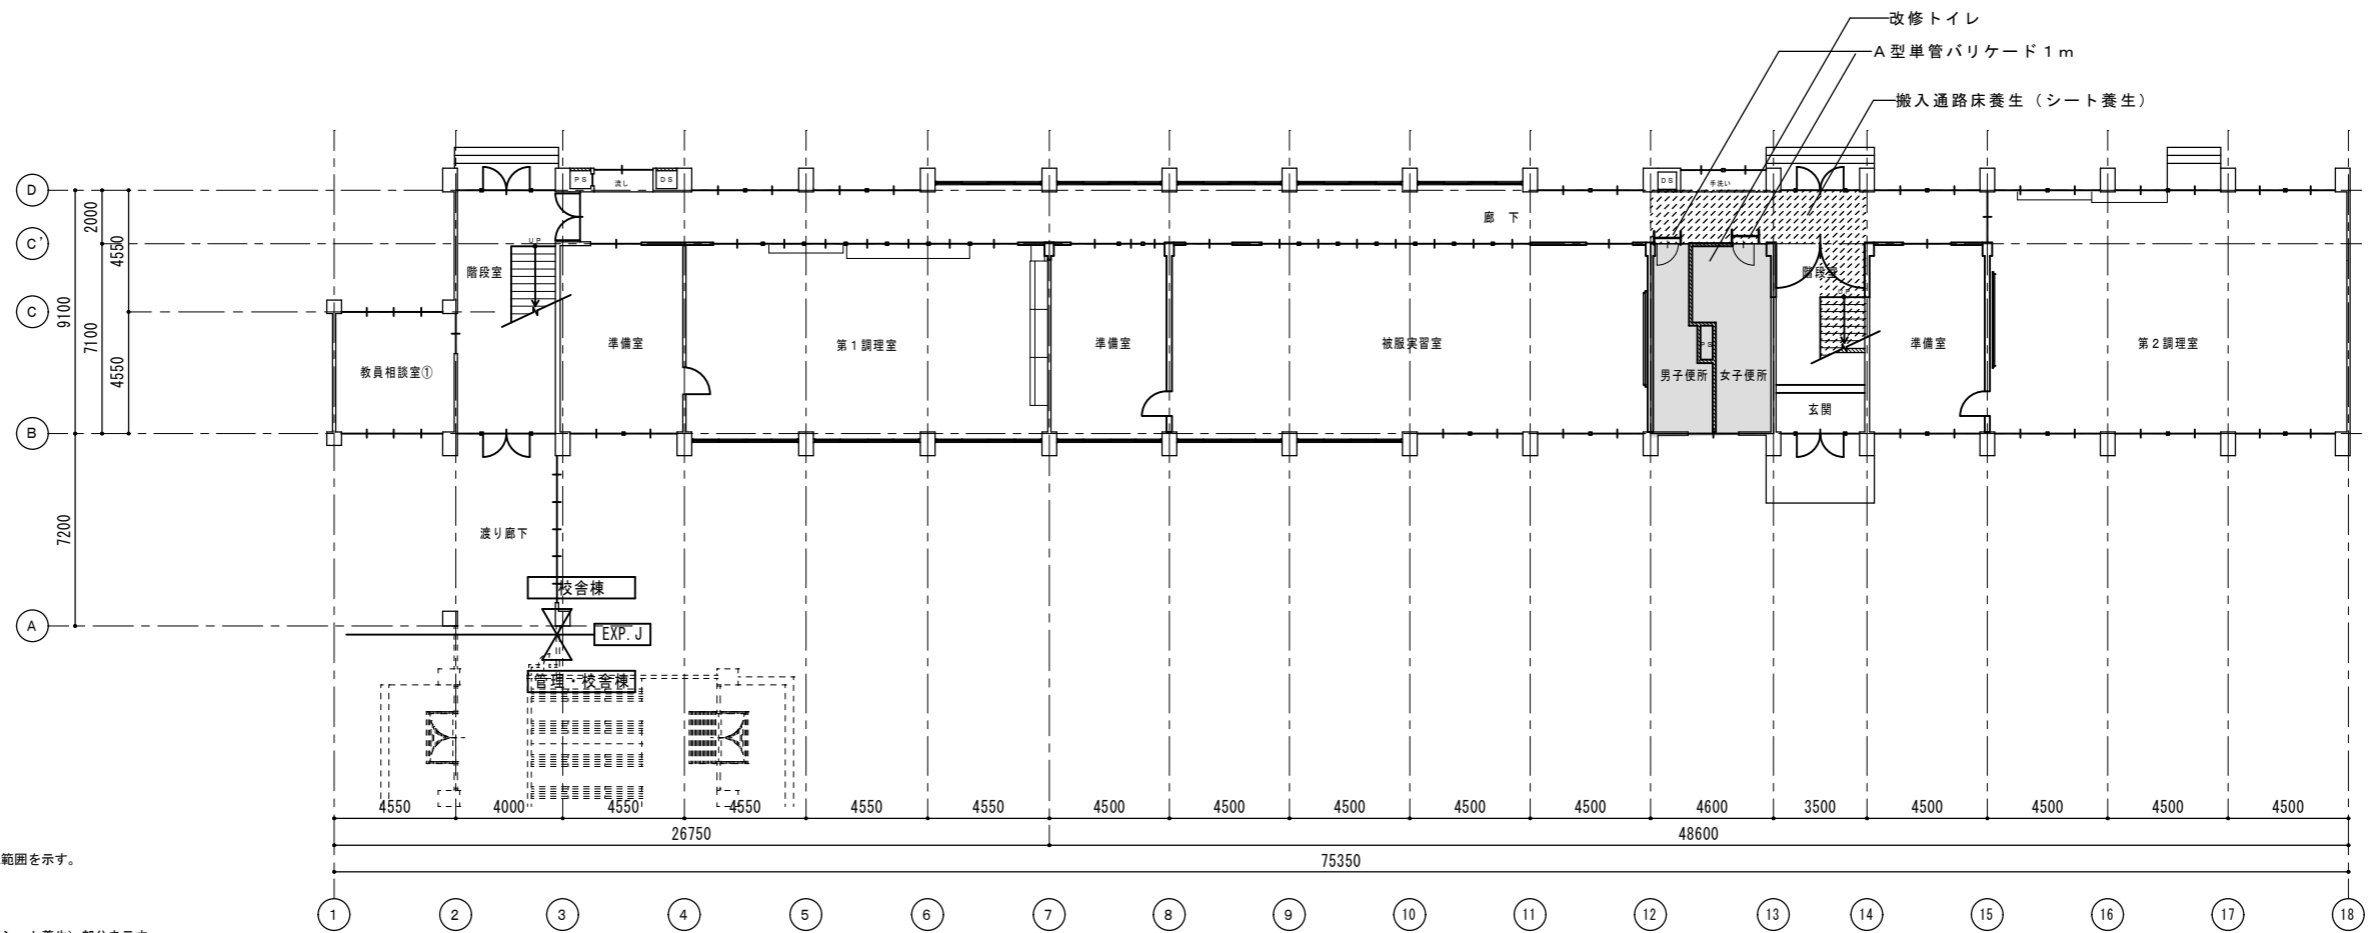 改修トイレ
A型単管バリケード1m
搬入通路床養生（シート養生）
D
C'
C
B
A
2000
4550
9100
7100
4550
7200
PS
流し
DS
DS
手洗い
廊 下
UP
階段室
階段室
UP
教員相談室①
準備室
第1調理室
準備室
被服実習室
PS
男子便所
女子便所
玄関
準備室
第2調理室
渡り廊下
校舎棟
EXP.J
管理・校舎棟
4550 4000 4550 4550 4550 4550 4500 4500 4500 4500 4500 4600 3500 4500 4500 4500 4500
26750 48600
75350
範囲を示す。
1 2 3 4 5 6 7 8 9 10 11 12 13 14 15 16 17 18